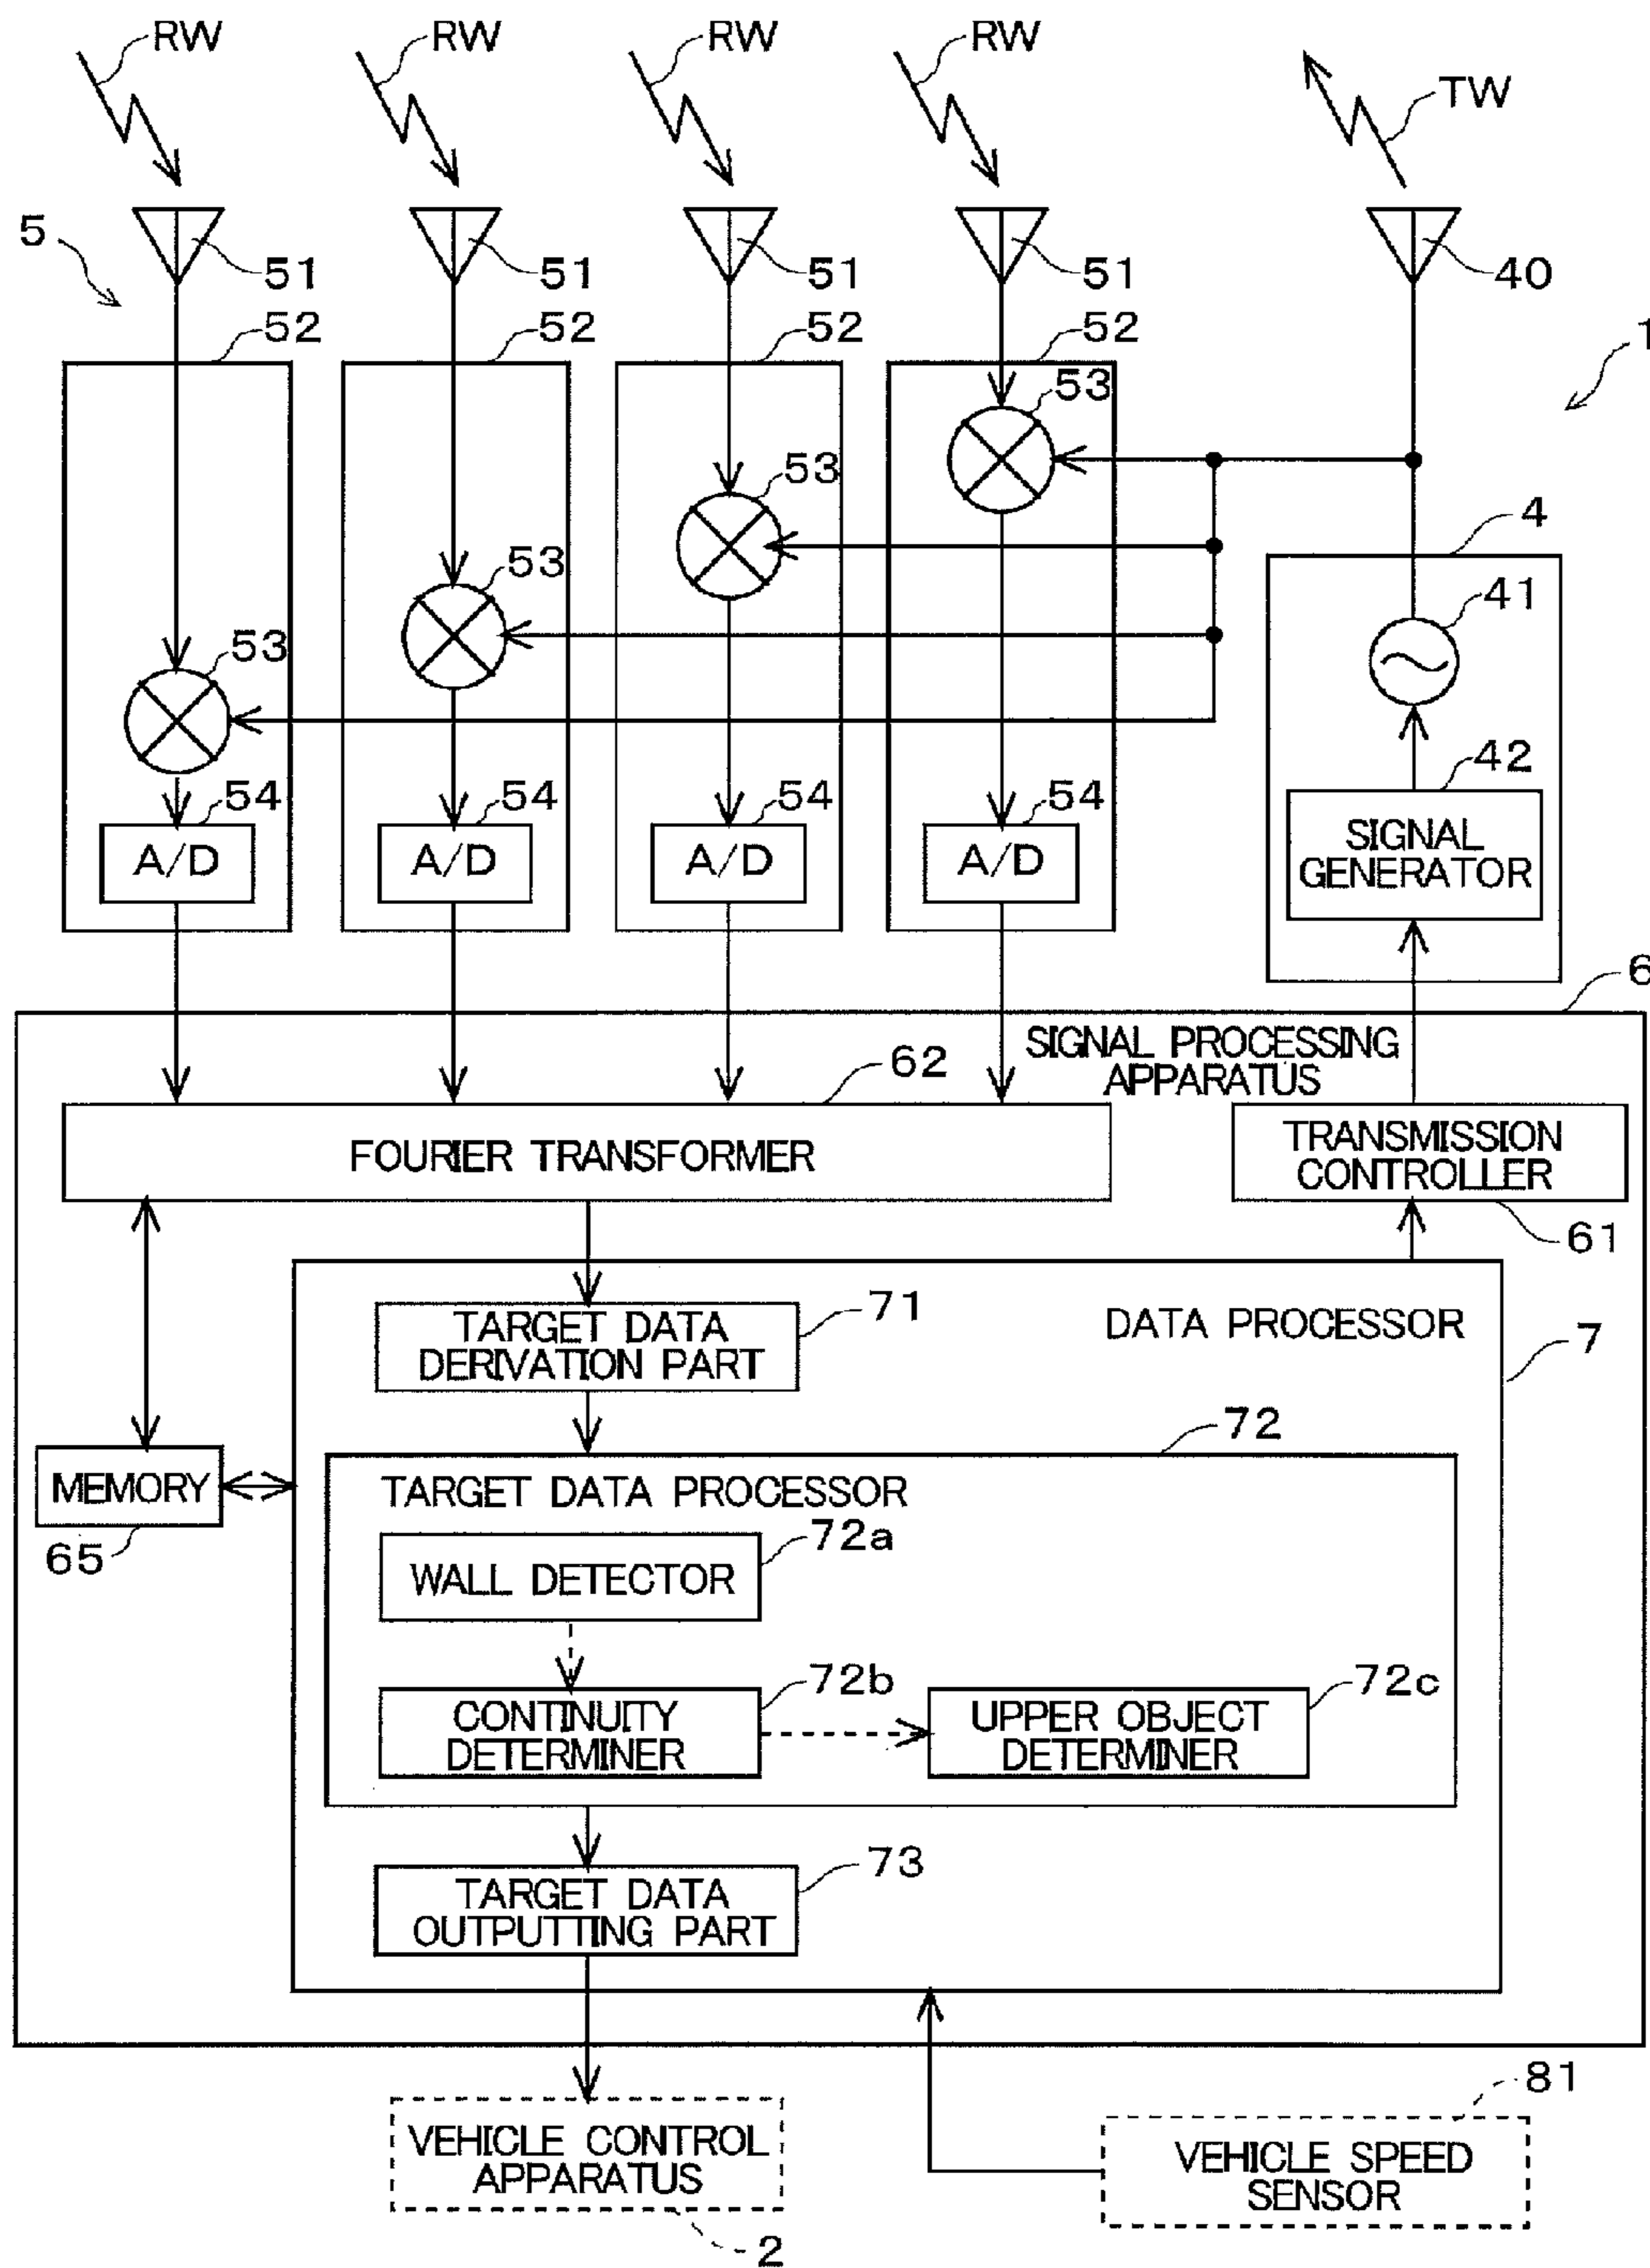 RW RW RW RW
TW
5 51 51 51 51 40
52 52 52 52
1
53
53
4
53
41
53
42
54 54 54 54
A/D A/D A/D A/D
SIGNAL
GENERATOR
6
SIGNAL PROCESSING
APPARATUS
62
FOURIER TRANSFORMER
TRANSMISSION
CONTROLLER
61
71
TARGET DATA
DERIVATION PART
DATA PROCESSOR
7
72
MEMORY
65
TARGET DATA PROCESSOR
72a
WALL DETECTOR
72b
CONTINUITY
DETERMINER
72c
UPPER OBJECT
DETERMINER
73
TARGET DATA
OUTPUTTING PART
81
VEHICLE CONTROL
APPARATUS
2
VEHICLE SPEED
SENSOR